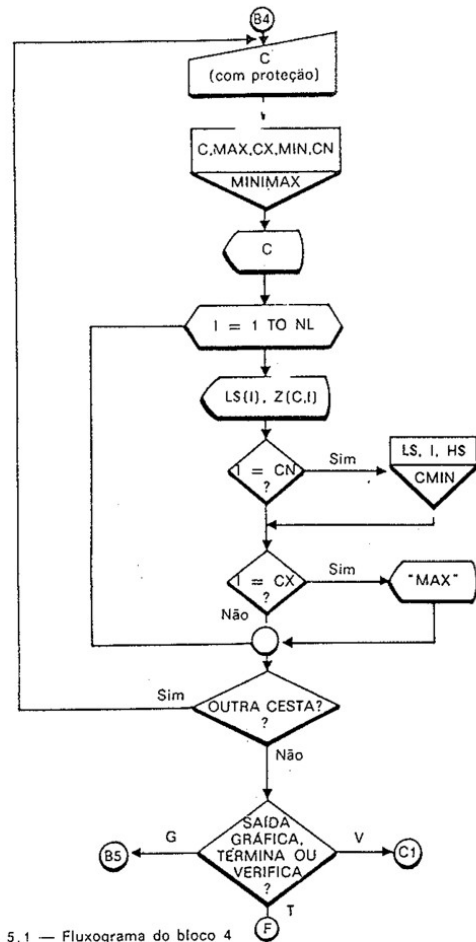 B4
C
(com proteção)
C,MAX,CX,MIN,CN
MINIMAX
C
I = 1 TO NL
LS(I), Z(C,I)
I = CN
?
Sim
LS, I, HS
CMIN
I = CX
?
Sim
"MAX"
Não
Sim
OUTRA CESTA?
?
Não
SAÍDA
GRÁFICA,
TERMINA OU
VERIFICA
?
G
B5
V
C1
T
F
5.1 — Fluxograma do bloco 4